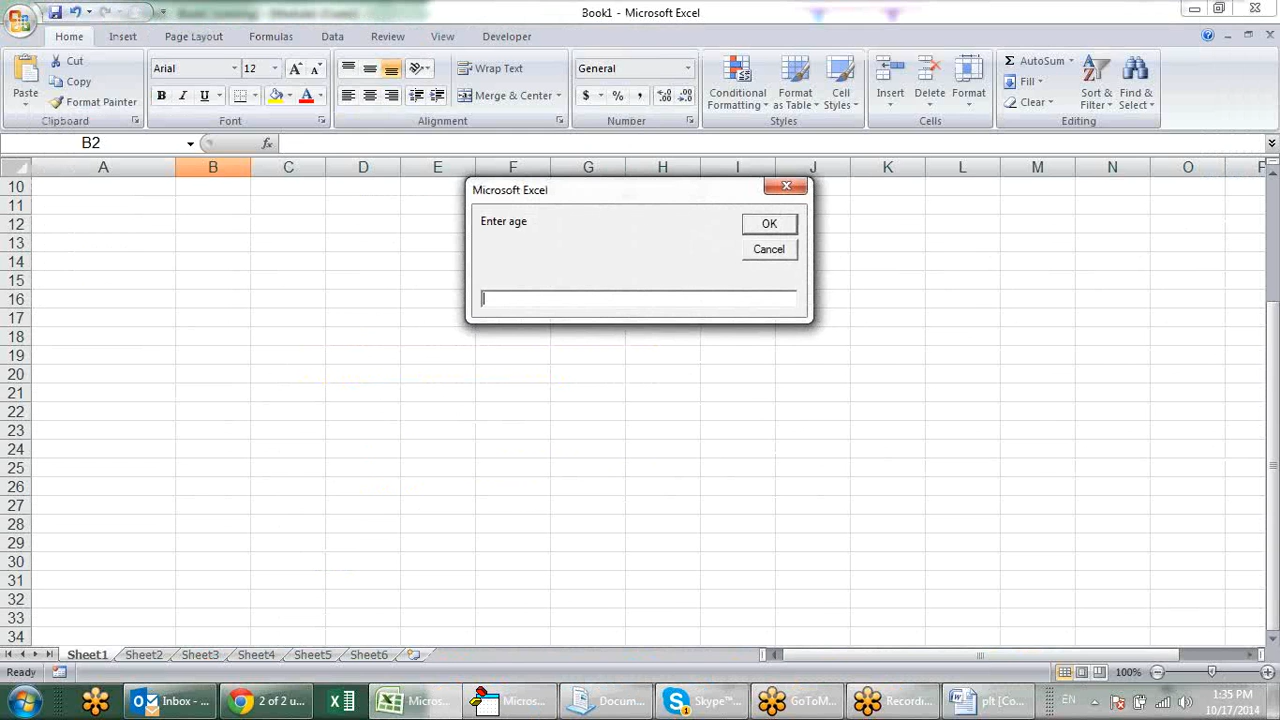 Book1 - Microsoft Excel
Home Insert Page Layout Formulas Data Review View Developer
Paste
Cut
Copy
Format Painter
Clipboard
Arial 12
B I U
Font
Wrap Text
Merge & Center
Alignment
General
$ % ,
Number
Conditional Formatting
Format as Table
Cell Styles
Styles
Insert
Delete
Format
Cells
Σ AutoSum
Fill
Clear
Sort & Filter
Find & Select
Editing
B2 fx
A B C D E F G H I J K L M N O
10
11
12
13
14
15
16
17
18
19
20
21
22
23
24
25
26
27
28
29
30
31
32
33
34
Microsoft Excel
Enter age
OK
Cancel
Sheet1 Sheet2 Sheet3 Sheet4 Sheet5 Sheet6
Ready 100%
Inbox - ... 2 of 2 u... Micros... Micros... Docum... Skype™... GoToM... Recordi... plt [Co... EN
1:35 PM
10/17/2014